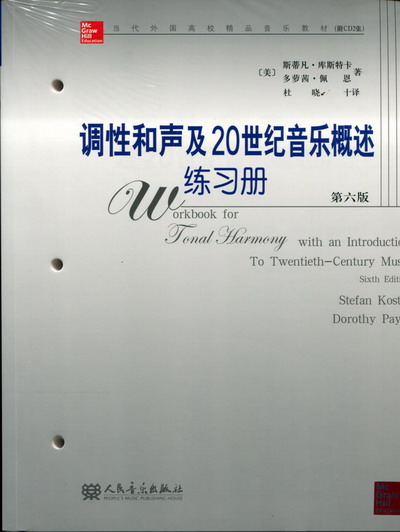 Mc
Graw
Hill
Education
当代外国高校精品音乐教材(附CD2张)
[美] 斯蒂凡·库斯特卡
多萝茜·佩 恩 著
杜 晓 十 译
调性和声及20世纪音乐概述
练习册
第六版
Workbook for
Tonal Harmony with an Introductio
To Twentieth-Century Mus
Sixth Editi
Stefan Kost
Dorothy Pay
人民音乐出版社
PEOPLE'S MUSIC PUBLISHING HOUSE
Mc
Graw
Hill